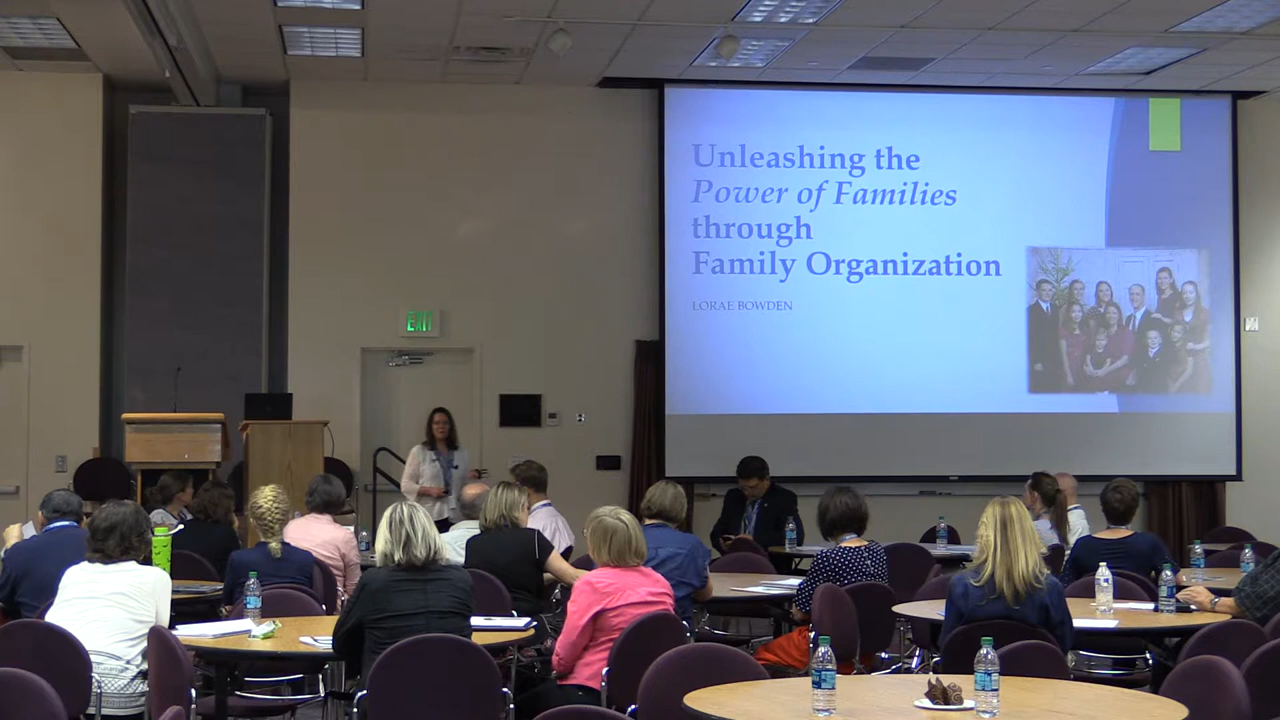 Unleashing the
Power of Families
through
Family Organization
LORAE BOWDEN
EXIT